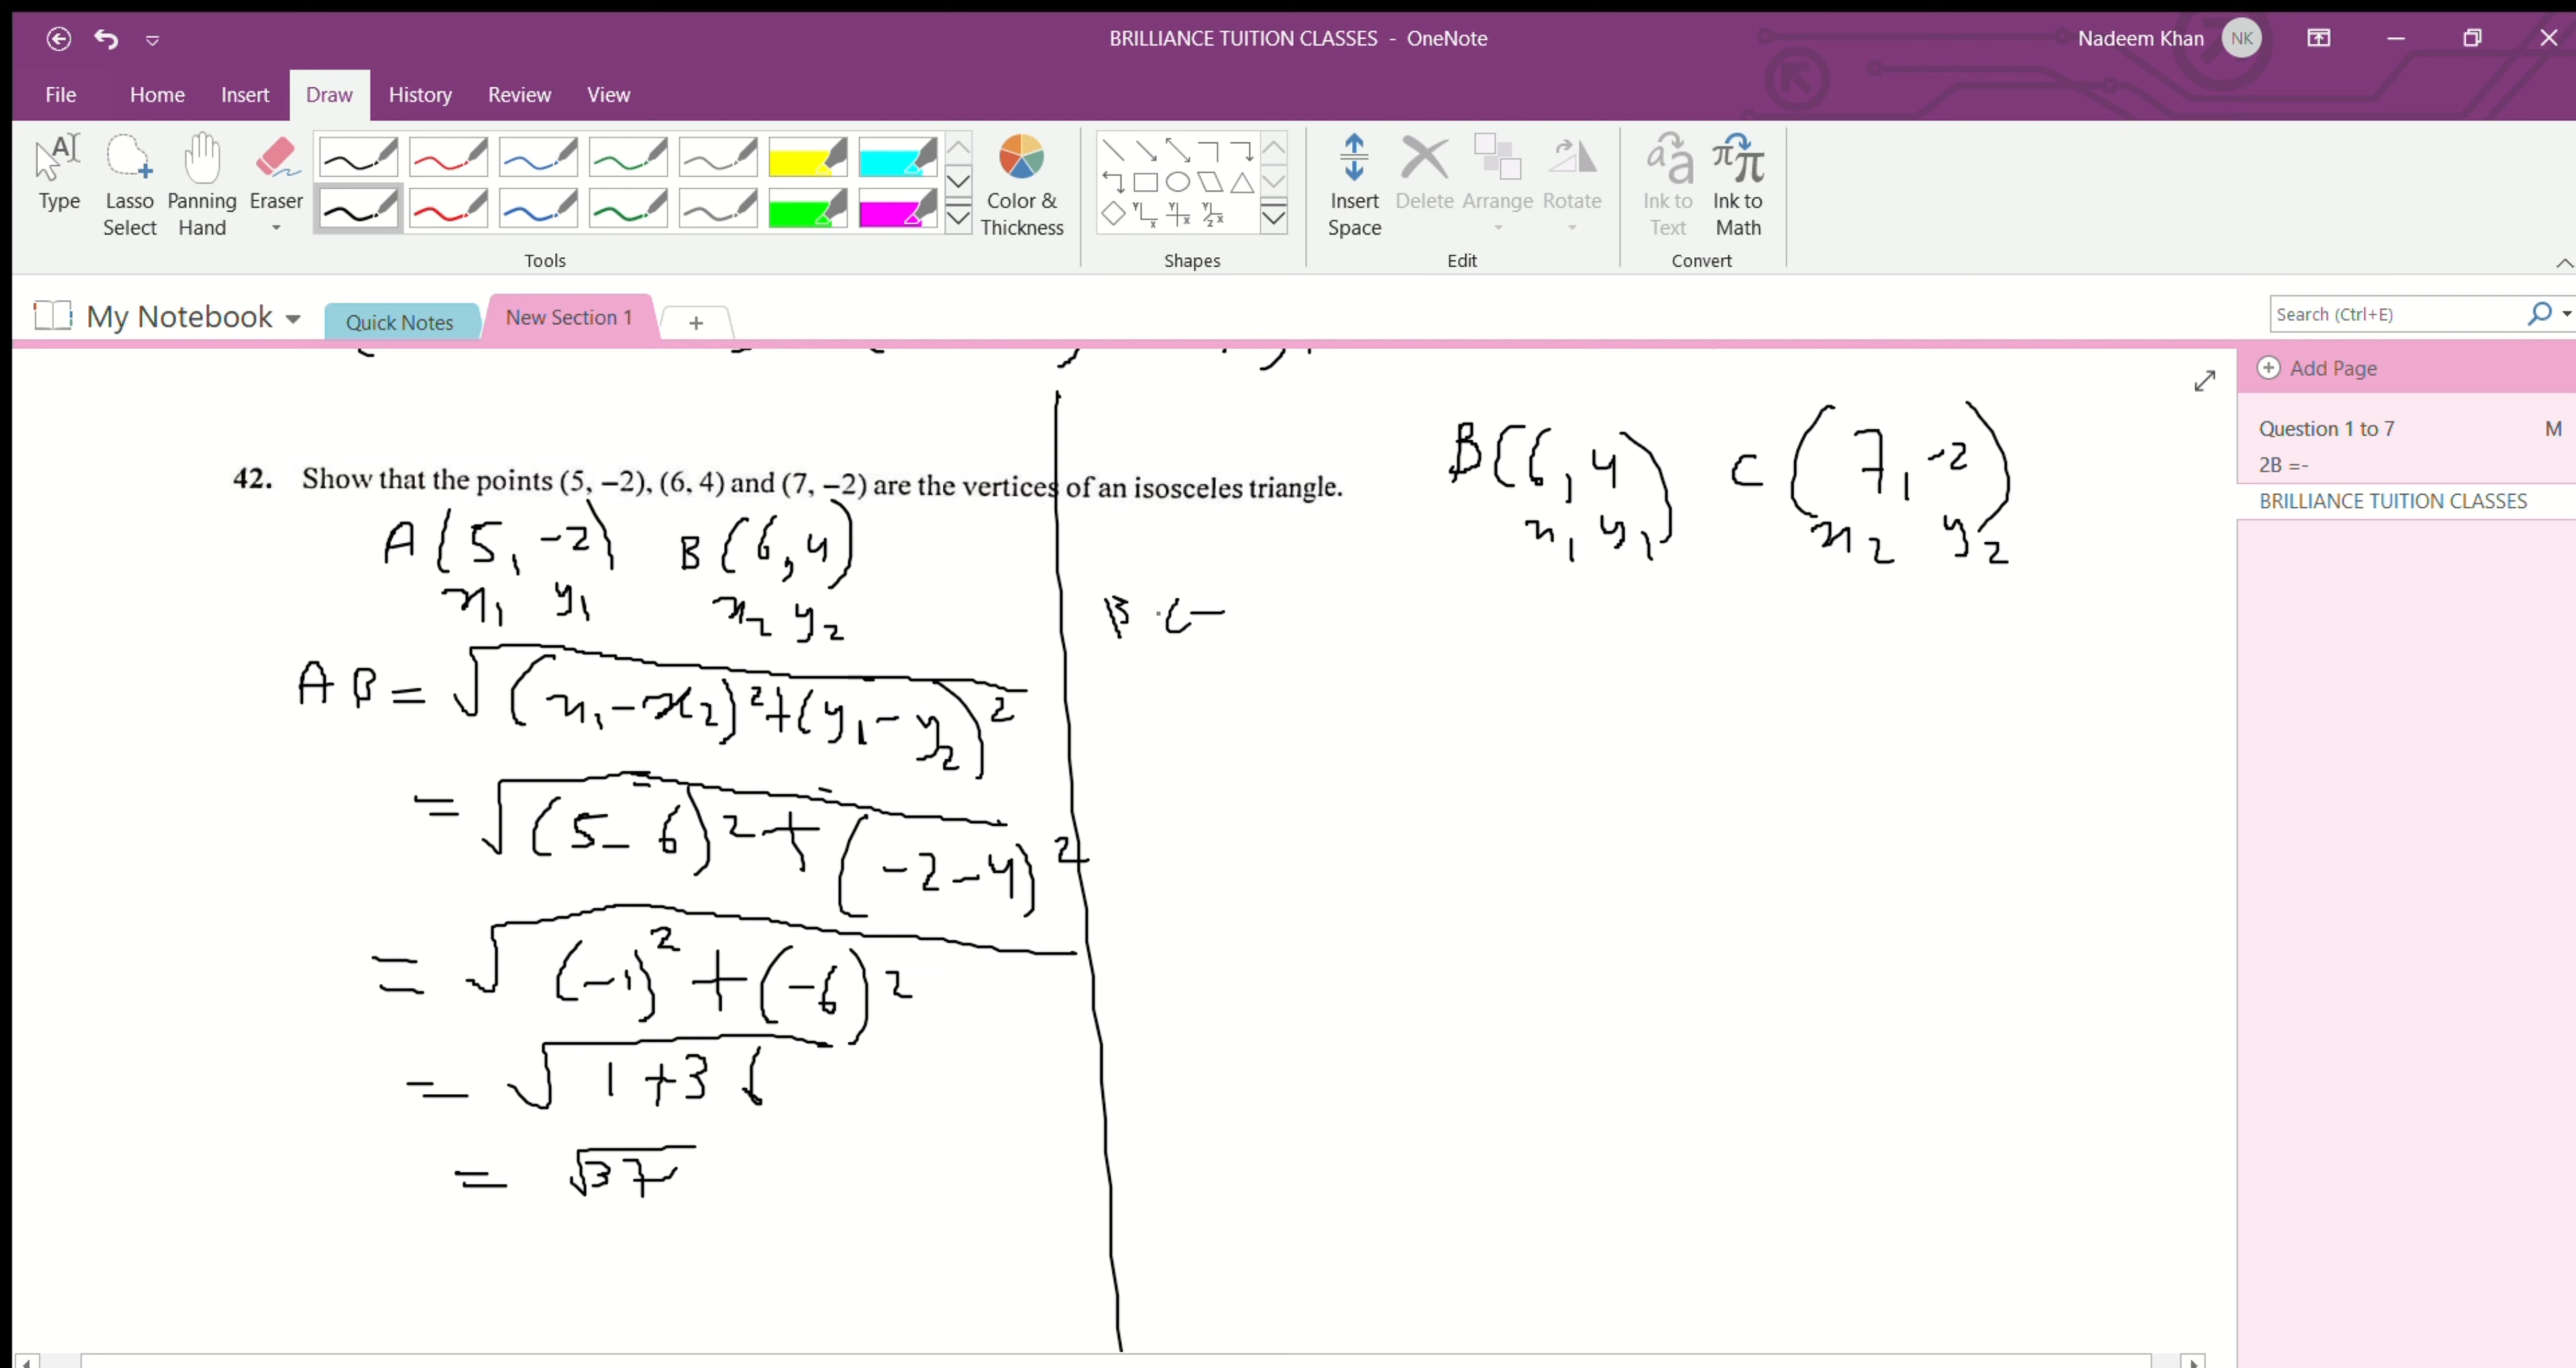 BRILLIANCE TUITION CLASSES - OneNote
Nadeem Khan NK
File Home Insert Draw History Review View
Type
Lasso Select
Panning Hand
Eraser
Color & Thickness
Insert Space
Delete
Arrange
Rotate
Ink to Text
Ink to Math
Tools
Shapes
Edit
Convert
My Notebook
Quick Notes
New Section 1
+
Search (Ctrl+E)
Add Page
Question 1 to 7 M
2B =-
BRILLIANCE TUITION CLASSES
42. Show that the points (5, −2), (6, 4) and (7, −2) are the vertices of an isosceles triangle.
A (5, -2) B (6, 4)
x₁ y₁ x₂ y₂
AB = √(x₁-x₂)²+(y₁-y₂)²
= √(5-6)²+(-2-4)²
= √(-1)²+(-6)²
= √1+36
= √37
B(6, 4) C (7, -2)
x₁ y₁ x₂ y₂
B C